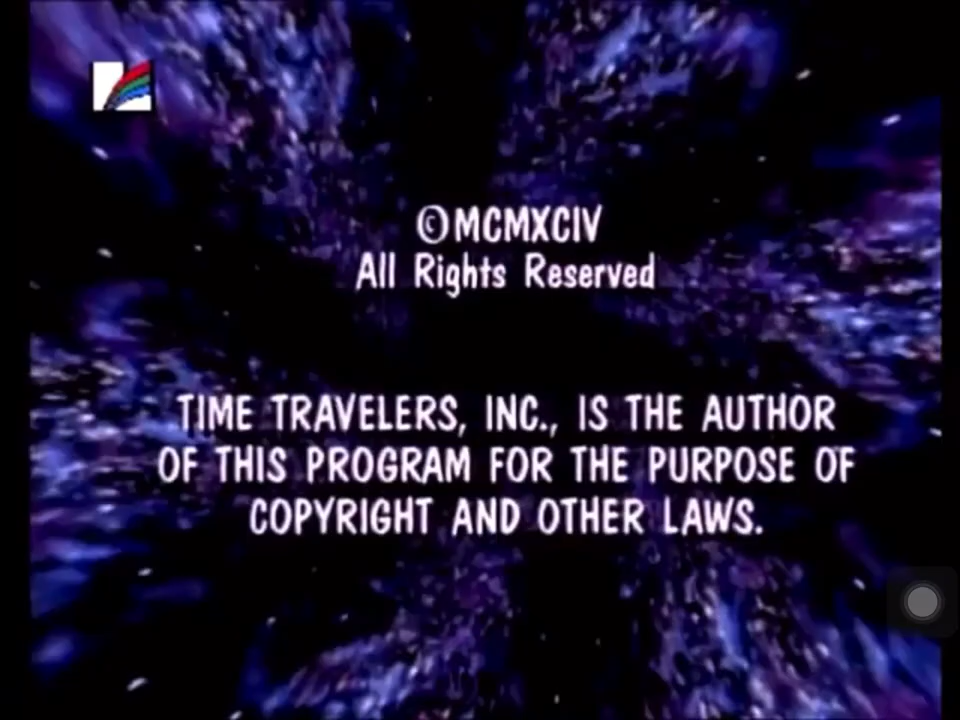 ©MCMXCIV
All Rights Reserved
TIME TRAVELERS, INC., IS THE AUTHOR
OF THIS PROGRAM FOR THE PURPOSE OF
COPYRIGHT AND OTHER LAWS.